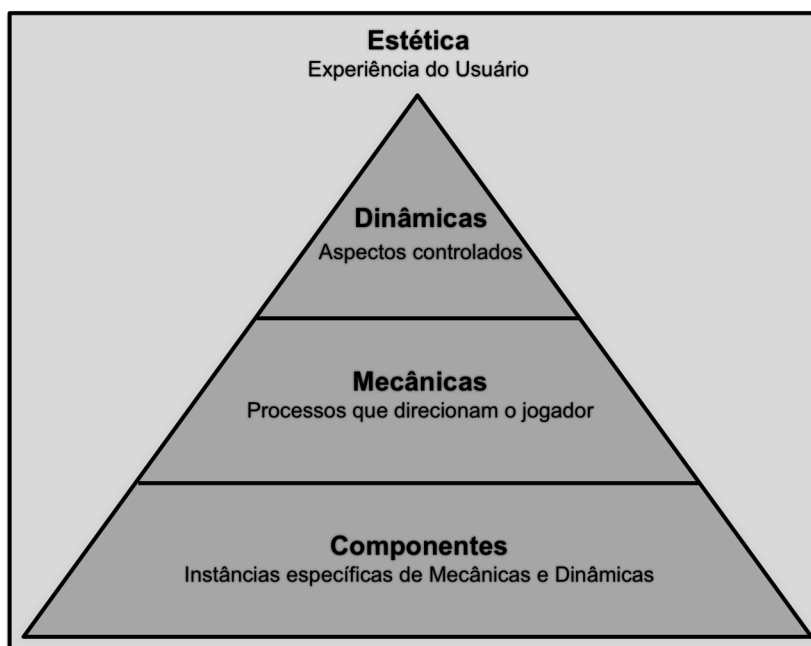 Estética
Experiência do Usuário
Dinâmicas
Aspectos controlados
Mecânicas
Processos que direcionam o jogador
Componentes
Instâncias específicas de Mecânicas e Dinâmicas